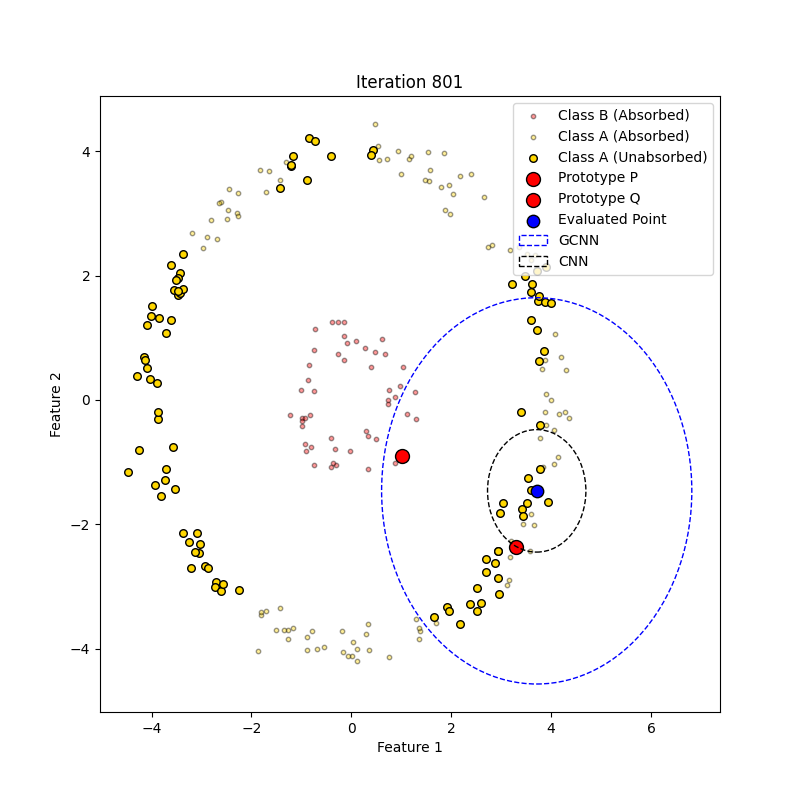 Iteration 801
Class B (Absorbed)
Class A (Absorbed)
Class A (Unabsorbed)
Prototype P
Prototype Q
Evaluated Point
GCNN
CNN
4
2
0
−2
−4
Feature 2
−4
−2
0
2
4
6
Feature 1